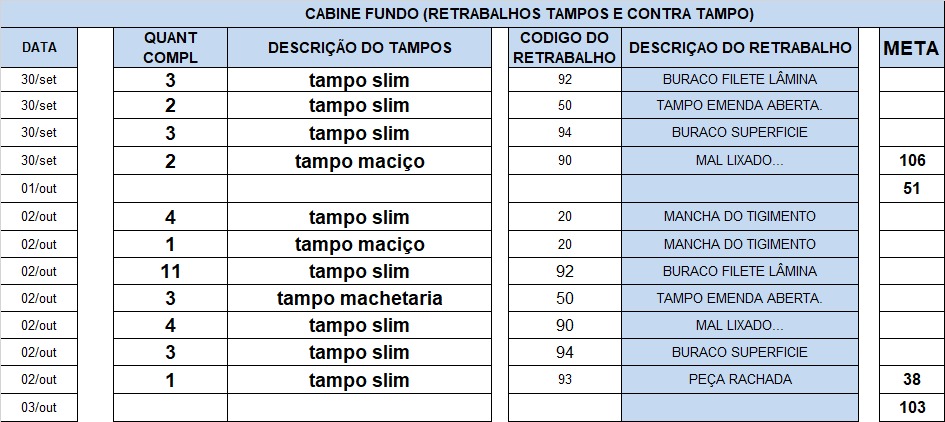 CABINE FUNDO (RETRABALHOS TAMPOS E CONTRA TAMPO)
DATA QUANT COMPL DESCRIÇÃO DO TAMPOS CODIGO DO RETRABALHO DESCRIÇAO DO RETRABALHO META
30/set 3 tampo slim 92 BURACO FILETE LÂMINA
30/set 2 tampo slim 50 TAMPO EMENDA ABERTA.
30/set 3 tampo slim 94 BURACO SUPERFICIE
30/set 2 tampo maciço 90 MAL LIXADO... 106
01/out 51
02/out 4 tampo slim 20 MANCHA DO TIGIMENTO
02/out 1 tampo maciço 20 MANCHA DO TIGIMENTO
02/out 11 tampo slim 92 BURACO FILETE LÂMINA
02/out 3 tampo machetaria 50 TAMPO EMENDA ABERTA.
02/out 4 tampo slim 90 MAL LIXADO...
02/out 3 tampo slim 94 BURACO SUPERFICIE
02/out 1 tampo slim 93 PEÇA RACHADA 38
03/out 103